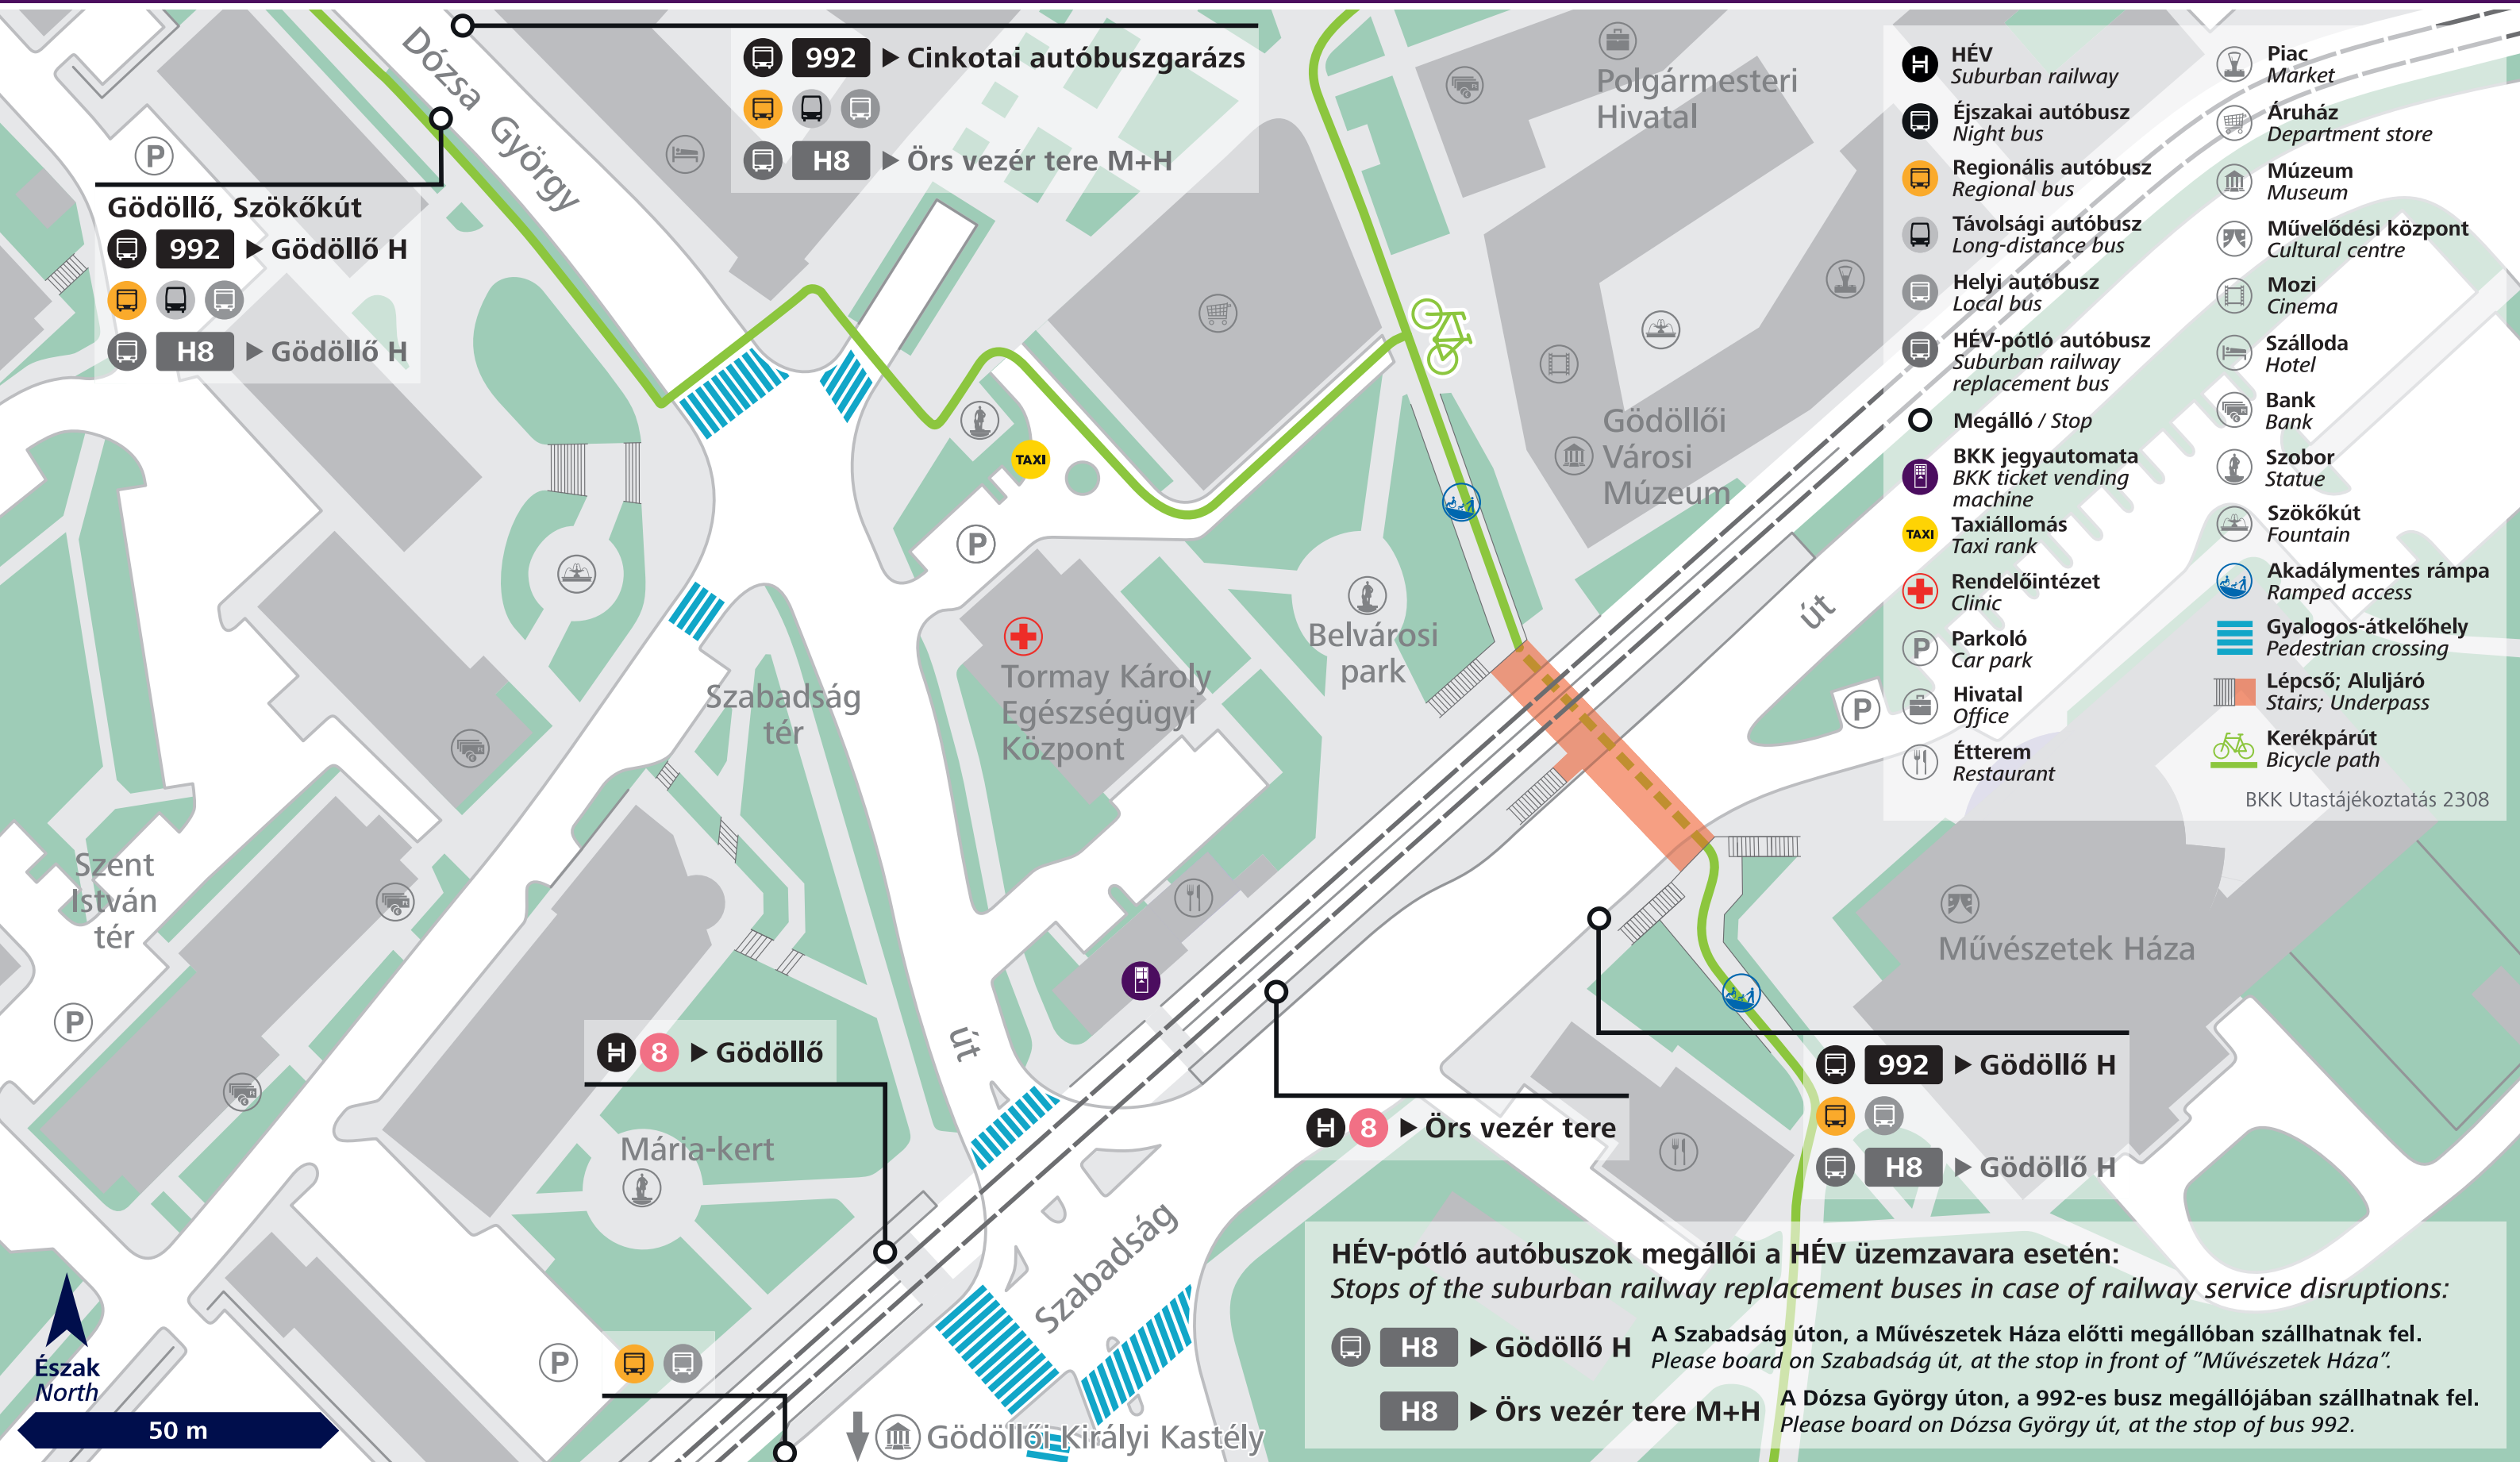 992 ▶ Cinkotai autóbuszgarázs
H8 ▶ Örs vezér tere M+H
Dózsa György
P
Gödöllő, Szökőkút
992 ▶ Gödöllő H
H8 ▶ Gödöllő H
Polgármesteri
Hivatal
Gödöllői
Városi
Múzeum
TAXI
P
Belvárosi
park
Tormay Károly
Egészségügyi
Központ
Szabadság
tér
út
P
Szent
István
tér
P
Művészetek Háza
út
H 8 ▶ Gödöllő
Mária-kert
H 8 ▶ Örs vezér tere
992 ▶ Gödöllő H
H8 ▶ Gödöllő H
Szabadság
P
Gödöllői Királyi Kastély
Észak
North
50 m
H HÉV
Suburban railway
Éjszakai autóbusz
Night bus
Regionális autóbusz
Regional bus
Távolsági autóbusz
Long-distance bus
Helyi autóbusz
Local bus
HÉV-pótló autóbusz
Suburban railway
replacement bus
Megálló / Stop
BKK jegyautomata
BKK ticket vending
machine
TAXI Taxiállomás
Taxi rank
Rendelőintézet
Clinic
P Parkoló
Car park
Hivatal
Office
Étterem
Restaurant
Piac
Market
Áruház
Department store
Múzeum
Museum
Művelődési központ
Cultural centre
Mozi
Cinema
Szálloda
Hotel
Bank
Bank
Szobor
Statue
Szökőkút
Fountain
Akadálymentes rámpa
Ramped access
Gyalogos-átkelőhely
Pedestrian crossing
Lépcső; Aluljáró
Stairs; Underpass
Kerékpárút
Bicycle path
BKK Utastájékoztatás 2308
HÉV-pótló autóbuszok megállói a HÉV üzemzavara esetén:
Stops of the suburban railway replacement buses in case of railway service disruptions:
H8 ▶ Gödöllő H A Szabadság úton, a Művészetek Háza előtti megállóban szállhatnak fel.
Please board on Szabadság út, at the stop in front of ”Művészetek Háza”.
H8 ▶ Örs vezér tere M+H A Dózsa György úton, a 992-es busz megállójában szállhatnak fel.
Please board on Dózsa György út, at the stop of bus 992.